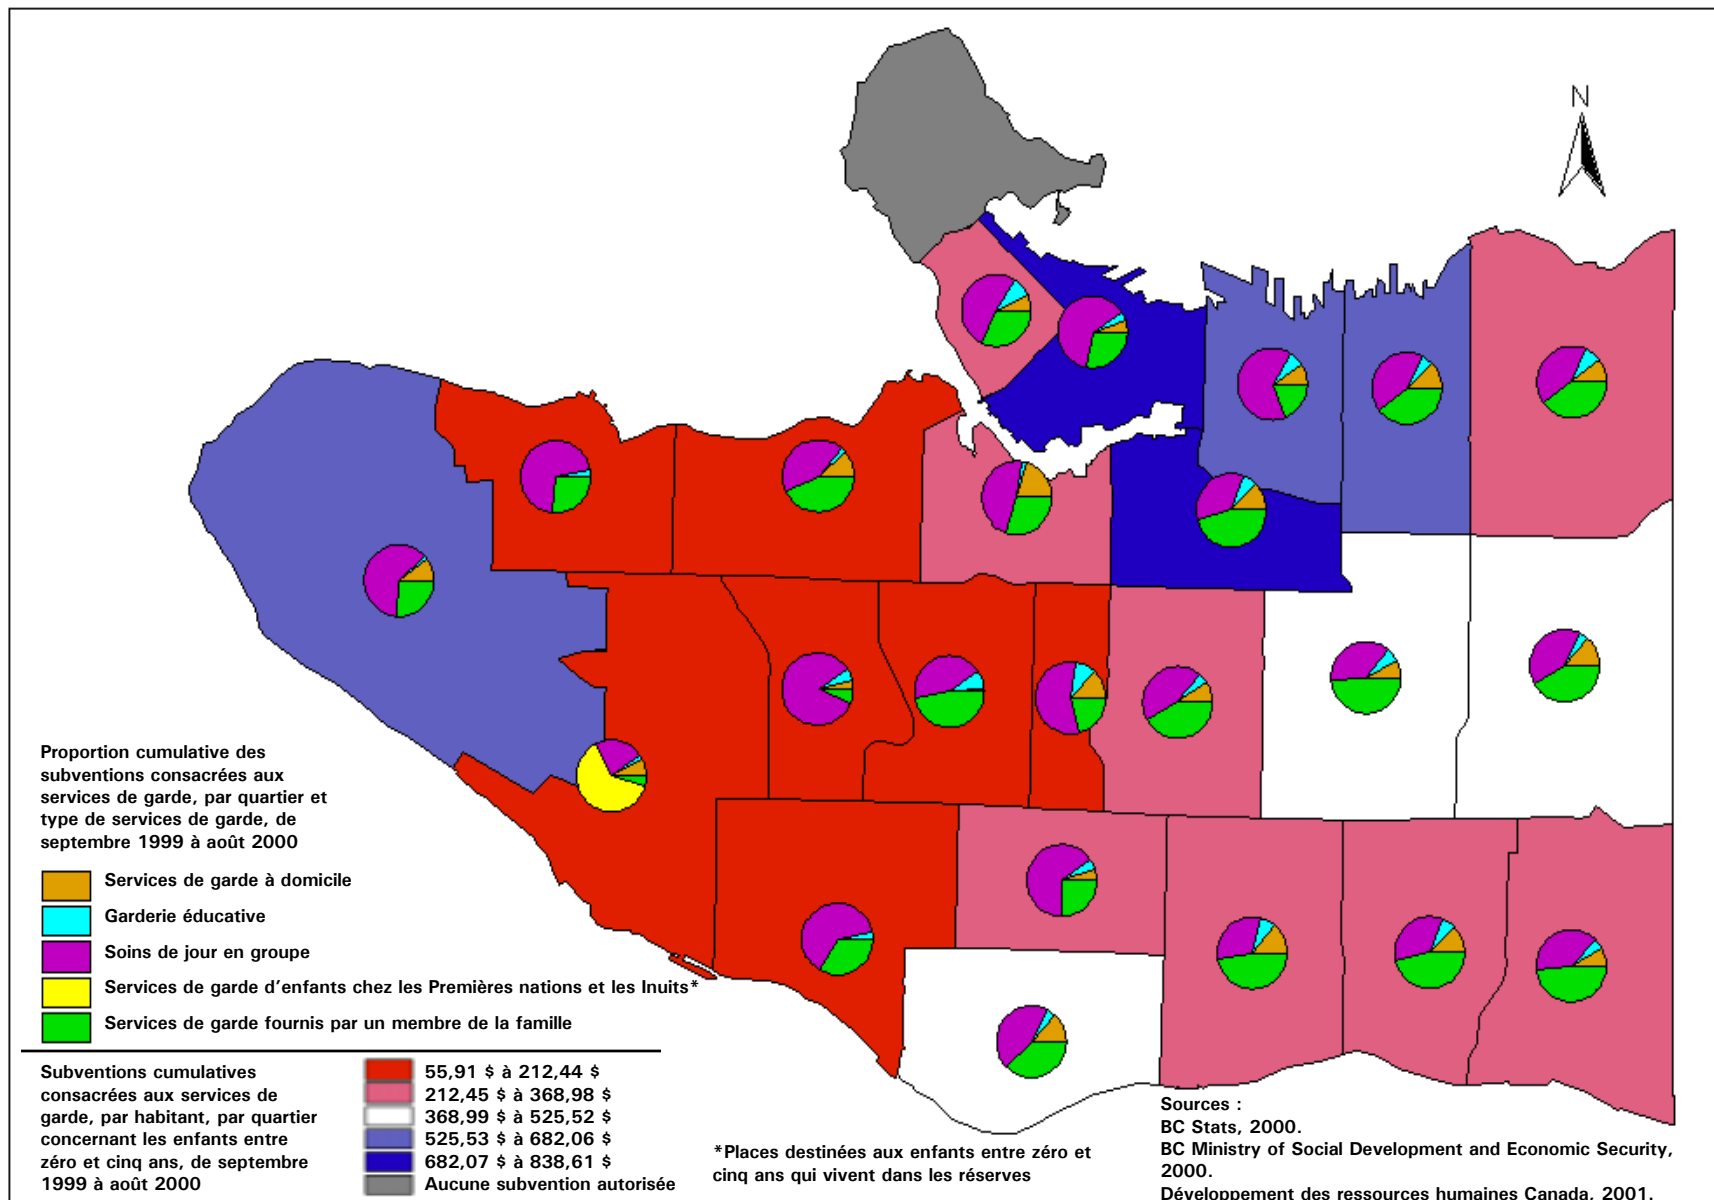 N
Proportion cumulative des
subventions consacrées aux
services de garde, par quartier et
type de services de garde, de
septembre 1999 à août 2000
Services de garde à domicile
Garderie éducative
Soins de jour en groupe
Services de garde d'enfants chez les Premières nations et les Inuits*
Services de garde fournis par un membre de la famille
Subventions cumulatives
consacrées aux services de
garde, par habitant, par quartier
concernant les enfants entre
zéro et cinq ans, de septembre
1999 à août 2000
55,91 $ à 212,44 $
212,45 $ à 368,98 $
368,99 $ à 525,52 $
525,53 $ à 682,06 $
682,07 $ à 838,61 $
Aucune subvention autorisée
*Places destinées aux enfants entre zéro et
cinq ans qui vivent dans les réserves
Sources :
BC Stats, 2000.
BC Ministry of Social Development and Economic Security,
2000.
Développement des ressources humaines Canada, 2001.